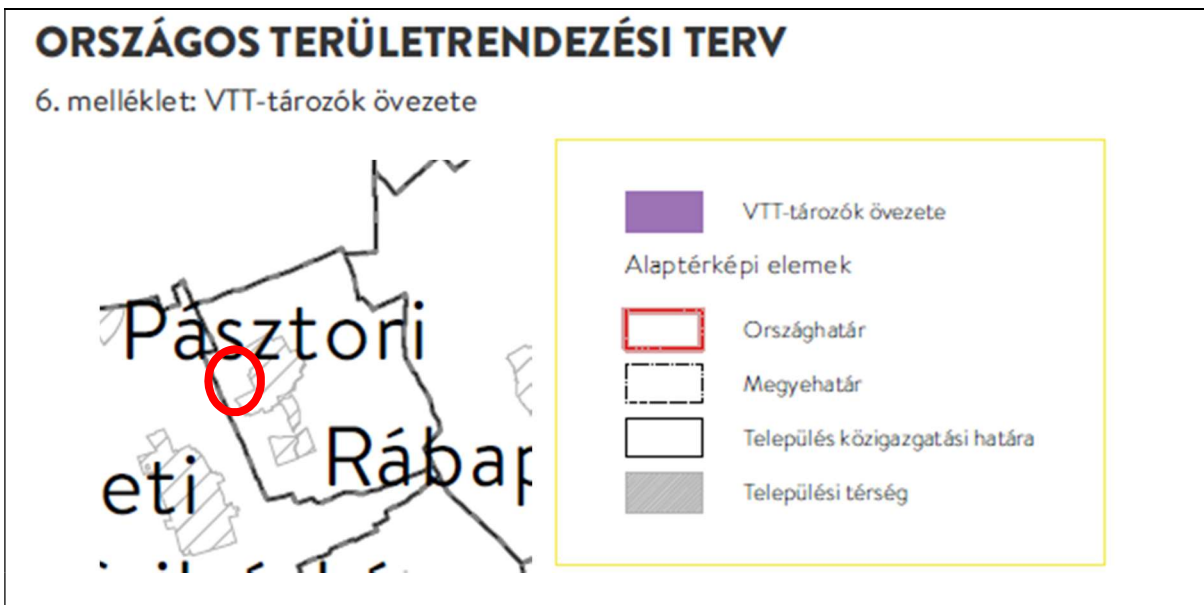 ORSZÁGOS TERÜLETRENDEZÉSI TERV
6. melléklet: VTT-tározók övezete
Pásztori
Rábap
eti
VTT-tározók övezete
Alaptérképi elemek
Országhatár
Megyehatár
Település közigazgatási határa
Települési térség